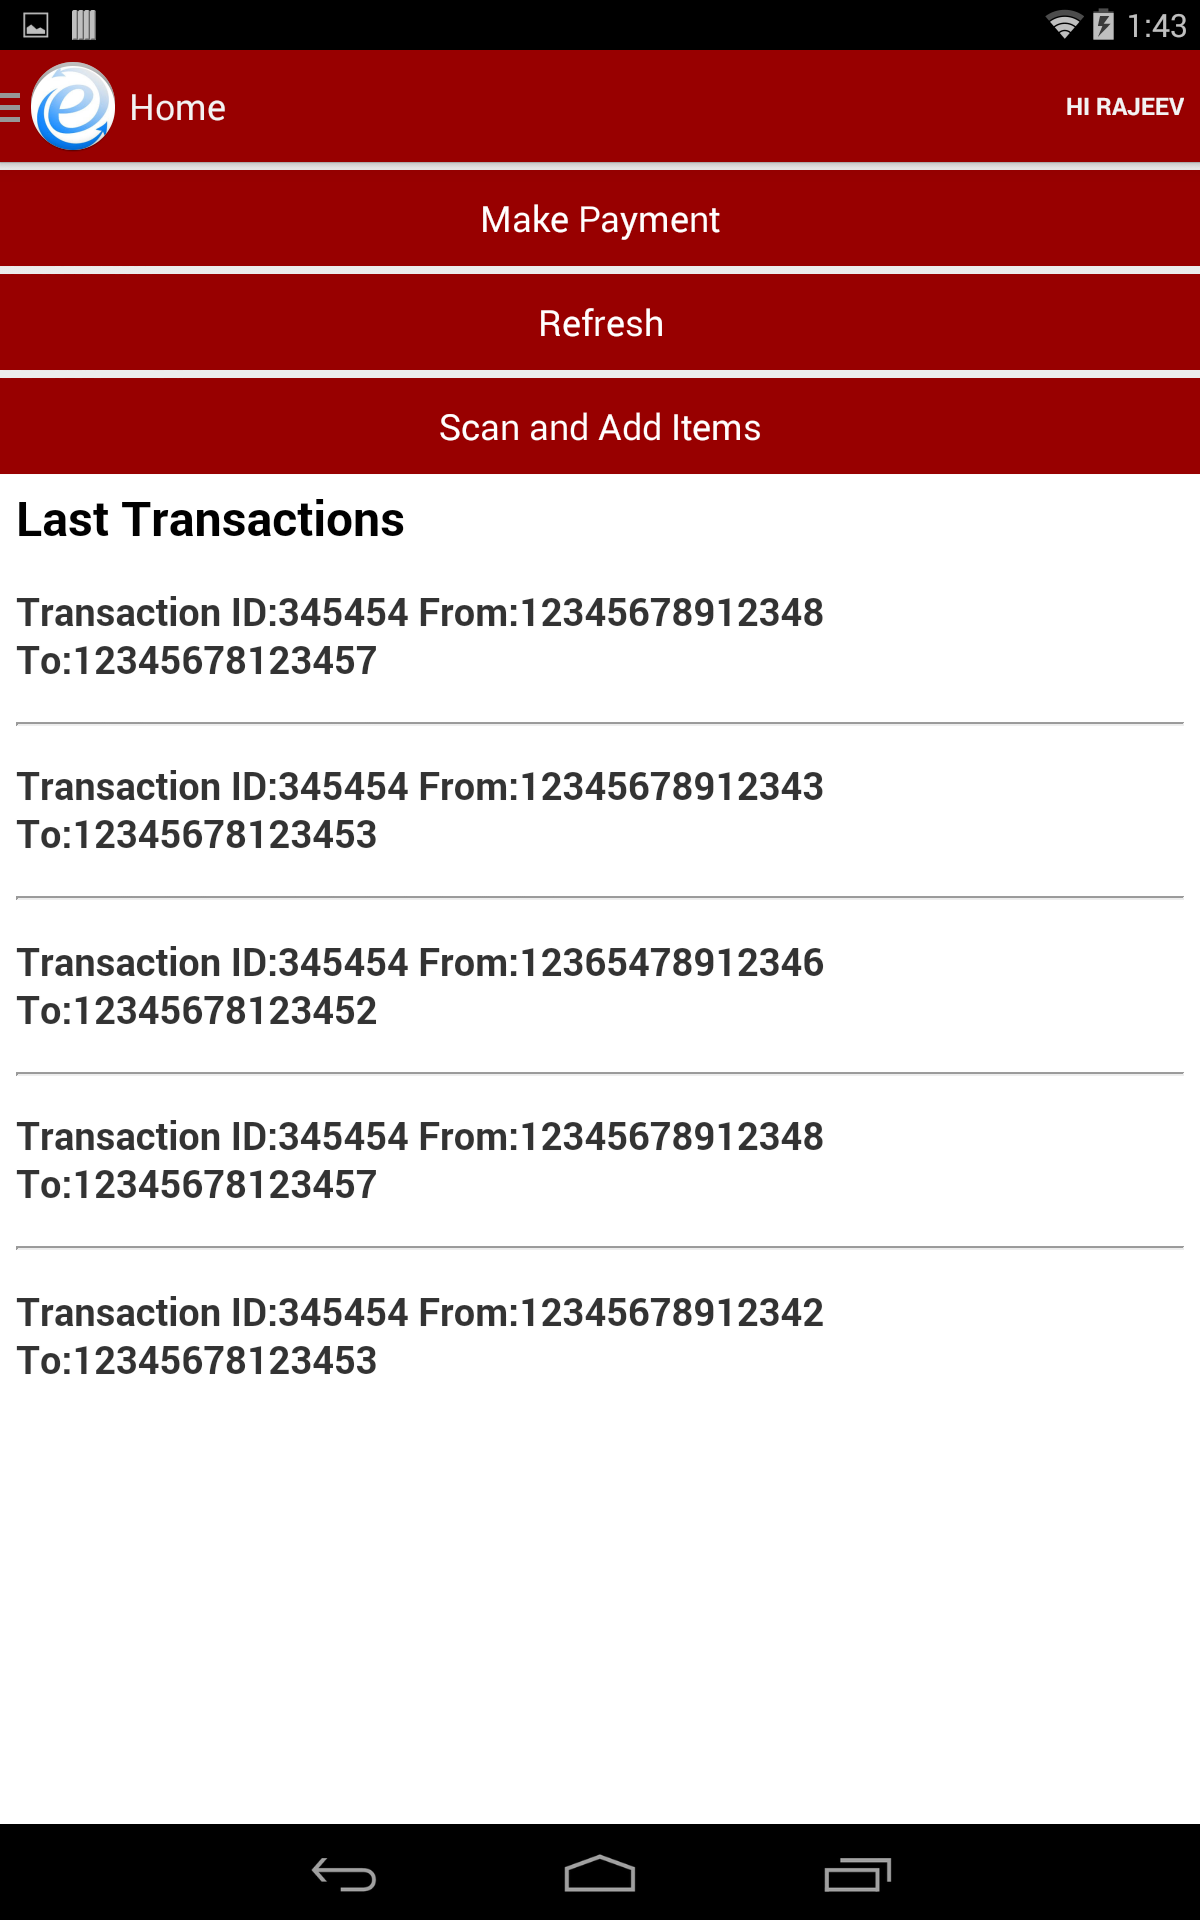 1:43
Home
HI RAJEEV
Make Payment
Refresh
Scan and Add Items
Last Transactions
Transaction ID:345454 From:12345678912348
To:12345678123457
Transaction ID:345454 From:12345678912343
To:12345678123453
Transaction ID:345454 From:12365478912346
To:12345678123452
Transaction ID:345454 From:12345678912348
To:12345678123457
Transaction ID:345454 From:12345678912342
To:12345678123453